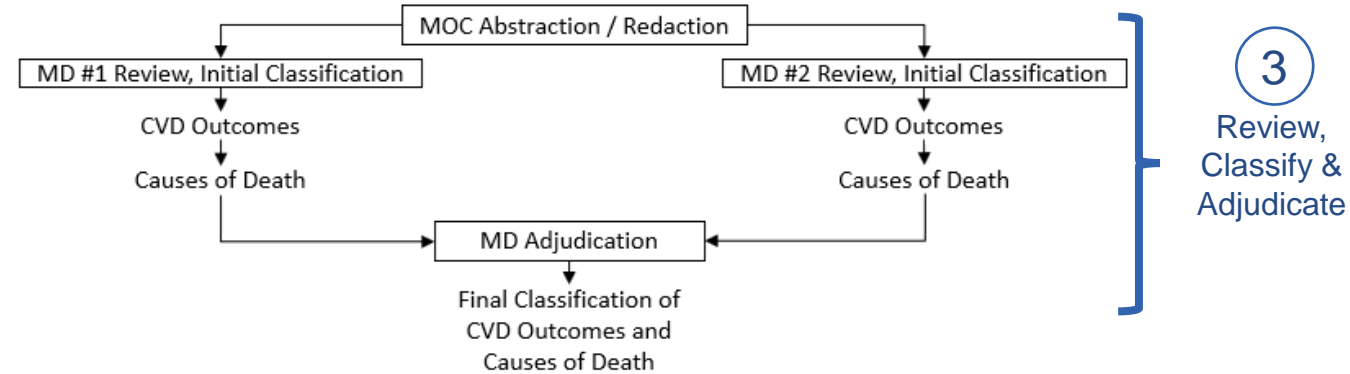 MOC Abstraction / Redaction
MD #1 Review, Initial Classification
MD #2 Review, Initial Classification
CVD Outcomes
CVD Outcomes
Causes of Death
Causes of Death
MD Adjudication
Final Classification of
CVD Outcomes and
Causes of Death
3
Review,
Classify &
Adjudicate